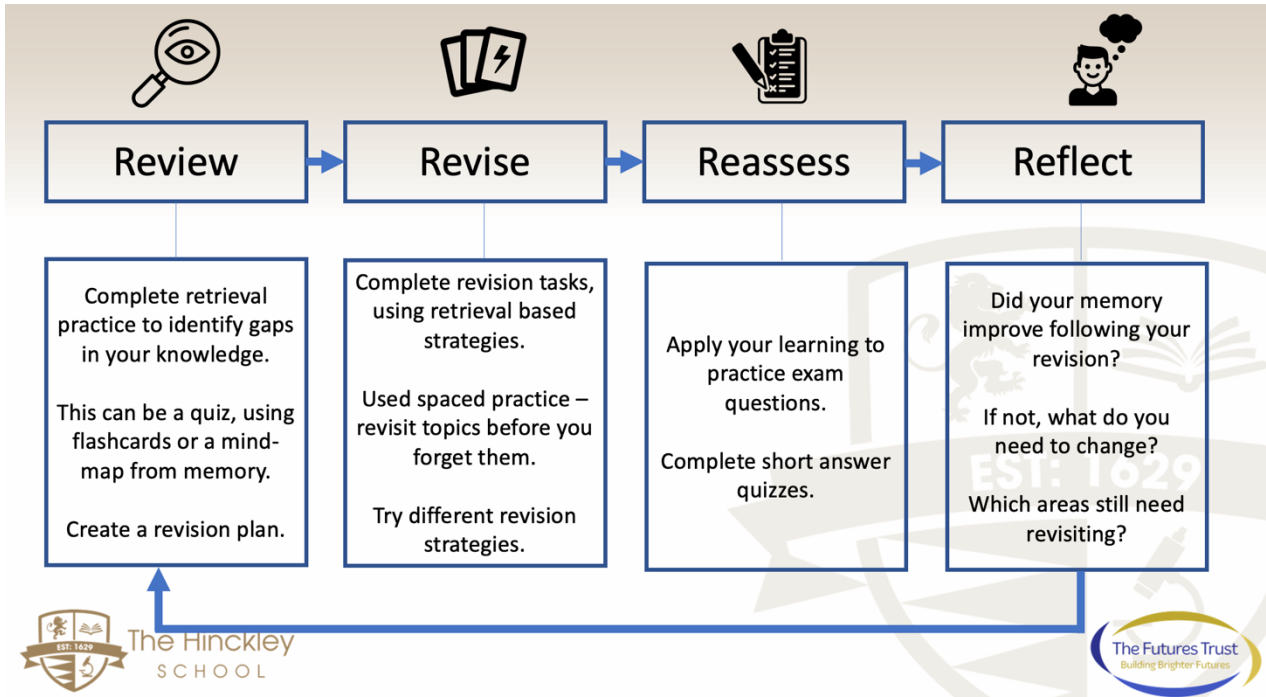 Review
Revise
Reassess
Reflect
Complete retrieval
practice to identify gaps
in your knowledge.
This can be a quiz, using
flashcards or a mind-
map from memory.
Create a revision plan.
Complete revision tasks,
using retrieval based
strategies.
Used spaced practice –
revisit topics before you
forget them.
Try different revision
strategies.
Apply your learning to
practice exam
questions.
Complete short answer
quizzes.
Did your memory
improve following your
revision?
If not, what do you
need to change?
Which areas still need
revisiting?
EST: 1629
EST: 1629
The Hinckley
SCHOOL
The Futures Trust
Building Brighter Futures